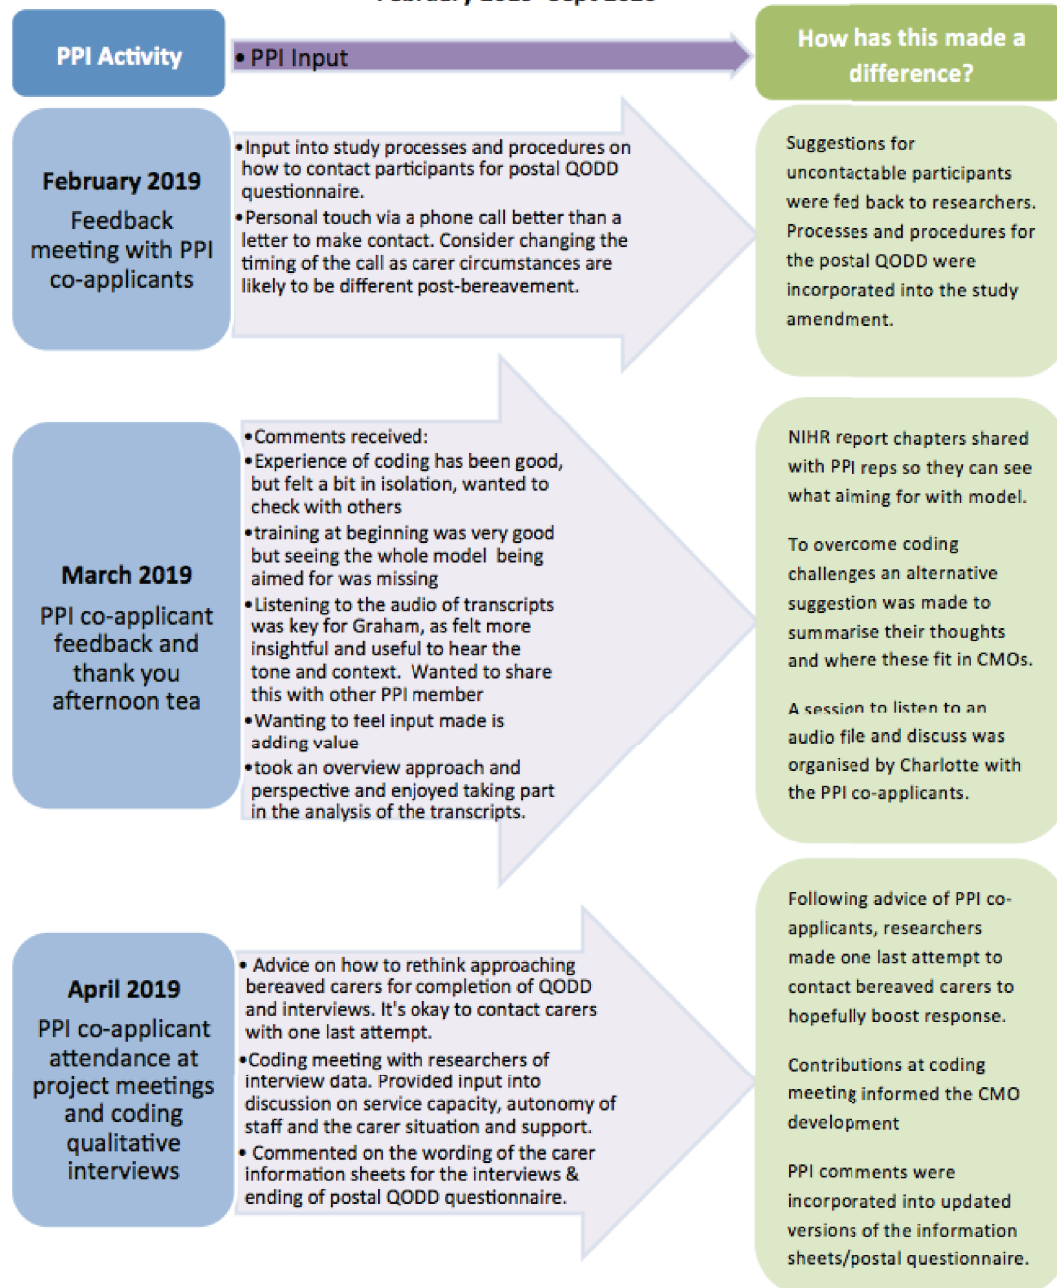 PPI Activity
• PPI Input
How has this made a
difference?
February 2019
Feedback
meeting with PPI
co-applicants
•Input into study processes and procedures on
how to contact participants for postal QODD
questionnaire.
•Personal touch via a phone call better than a
letter to make contact. Consider changing the
timing of the call as carer circumstances are
likely to be different post-bereavement.
Suggestions for
uncontactable participants
were fed back to researchers.
Processes and procedures for
the postal QODD were
incorporated into the study
amendment.
March 2019
PPI co-applicant
feedback and
thank you
afternoon tea
•Comments received:
•Experience of coding has been good,
but felt a bit in isolation, wanted to
check with others
•training at beginning was very good
but seeing the whole model being
aimed for was missing
•Listening to the audio of transcripts
was key for Graham, as felt more
insightful and useful to hear the
tone and context. Wanted to share
this with other PPI member
•Wanting to feel input made is
adding value
•took an overview approach and
perspective and enjoyed taking part
in the analysis of the transcripts.
NIHR report chapters shared
with PPI reps so they can see
what aiming for with model.
To overcome coding
challenges an alternative
suggestion was made to
summarise their thoughts
and where these fit in CMOs.
A session to listen to an
audio file and discuss was
organised by Charlotte with
the PPI co-applicants.
April 2019
PPI co-applicant
attendance at
project meetings
and coding
qualitative
interviews
• Advice on how to rethink approaching
bereaved carers for completion of QODD
and interviews. It's okay to contact carers
with one last attempt.
•Coding meeting with researchers of
interview data. Provided input into
discussion on service capacity, autonomy of
staff and the carer situation and support.
• Commented on the wording of the carer
information sheets for the interviews &
ending of postal QODD questionnaire.
Following advice of PPI co-
applicants, researchers
made one last attempt to
contact bereaved carers to
hopefully boost response.
Contributions at coding
meeting informed the CMO
development
PPI comments were
incorporated into updated
versions of the information
sheets/postal questionnaire.